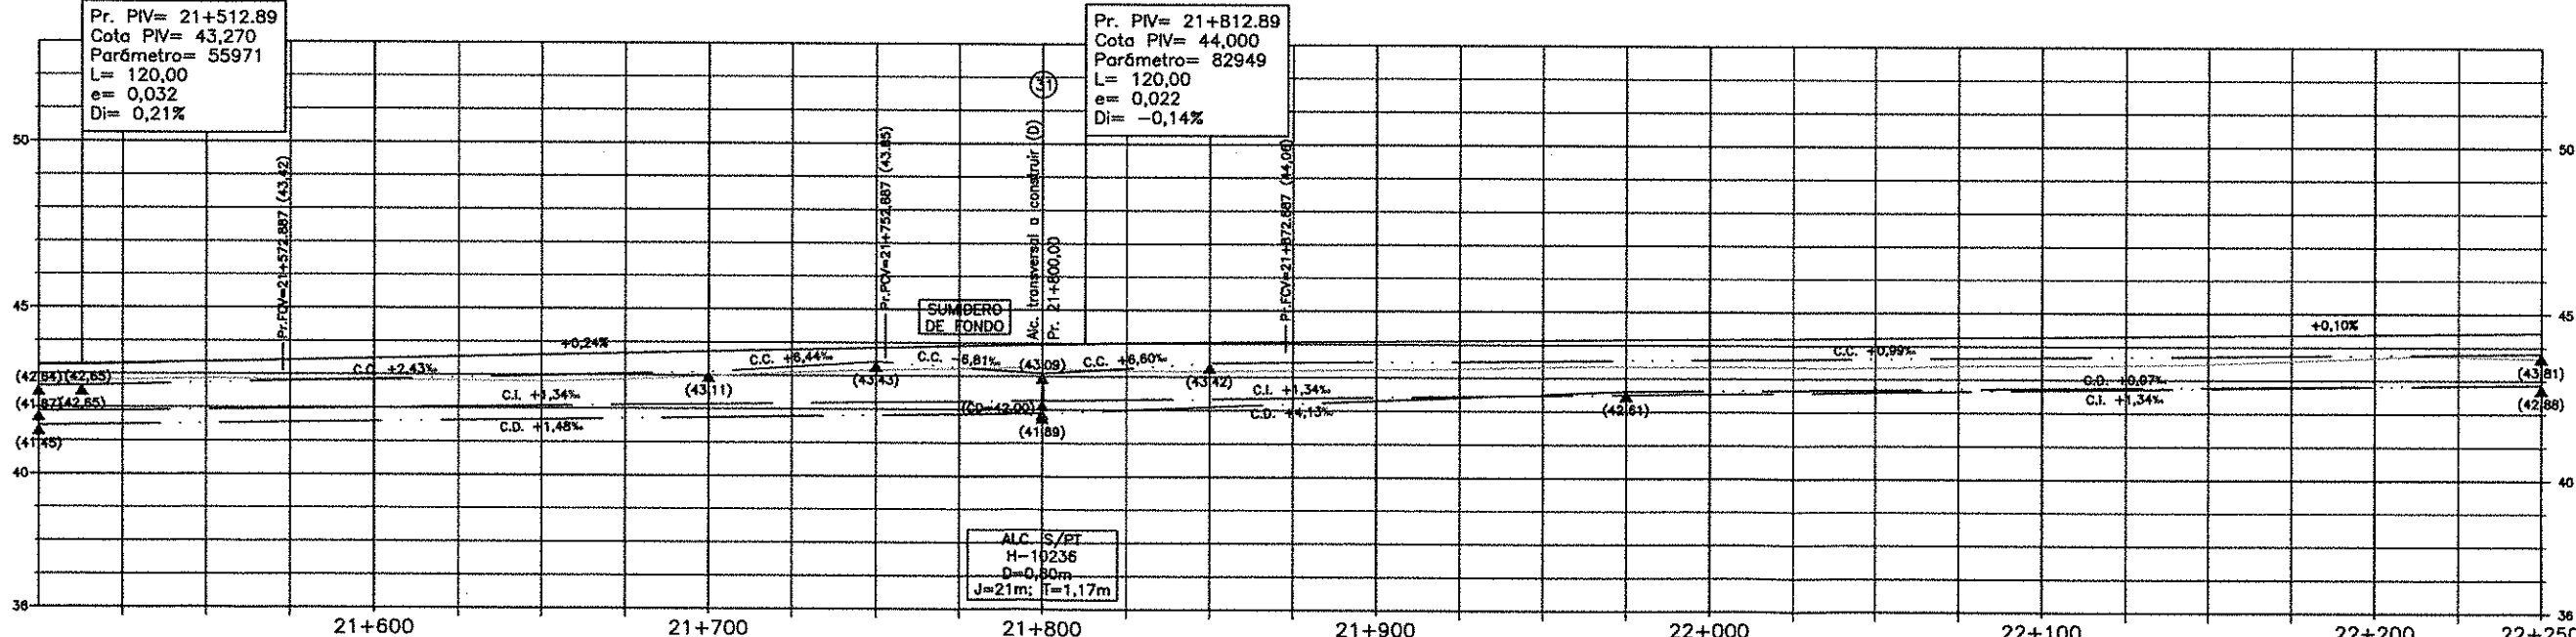 Pr. PIV= 21+512.89
Cota PIV= 43,270
Parámetro= 55971
L= 120,00
e= 0,032
Di= 0,21%
Pr. PIV= 21+812.89
Cota PIV= 44,000
Parámetro= 82949
L= 120,00
e= 0,022
Di= -0,14%
31
Pr.FCV=21+572,887 (43,42)
Pr.PCV=21+752,887 (43.85)
Alc. transversal a construir (D)
Pr. 21+800,00
Pr.FCV=21+872.887 (44,06)
50
50
45
45
40
40
36
36
SUMIDERO
DE FONDO
+0,24%
+0,10%
C.C. +2,43‰
C.C. +6,44‰
C.C. -6,81‰
(43,09)
C.C. +6,60‰
C.C. +0,99‰
(42,65)
(43,11)
(43,43)
(43,42)
(43,81)
(42,65)
C.I. +1,34‰
C.I. +1,34‰
C.D. +0,97‰
C.I. +1,34‰
(CD=42,00)
C.D. +1,48‰
C.D. +4,13‰
(42,61)
(42,88)
(41,45)
(41,89)
ALC. S/PT
H-10236
D=0,80m
J=21m; T=1,17m
21+600
21+700
21+800
21+900
22+000
22+100
22+200
22+250